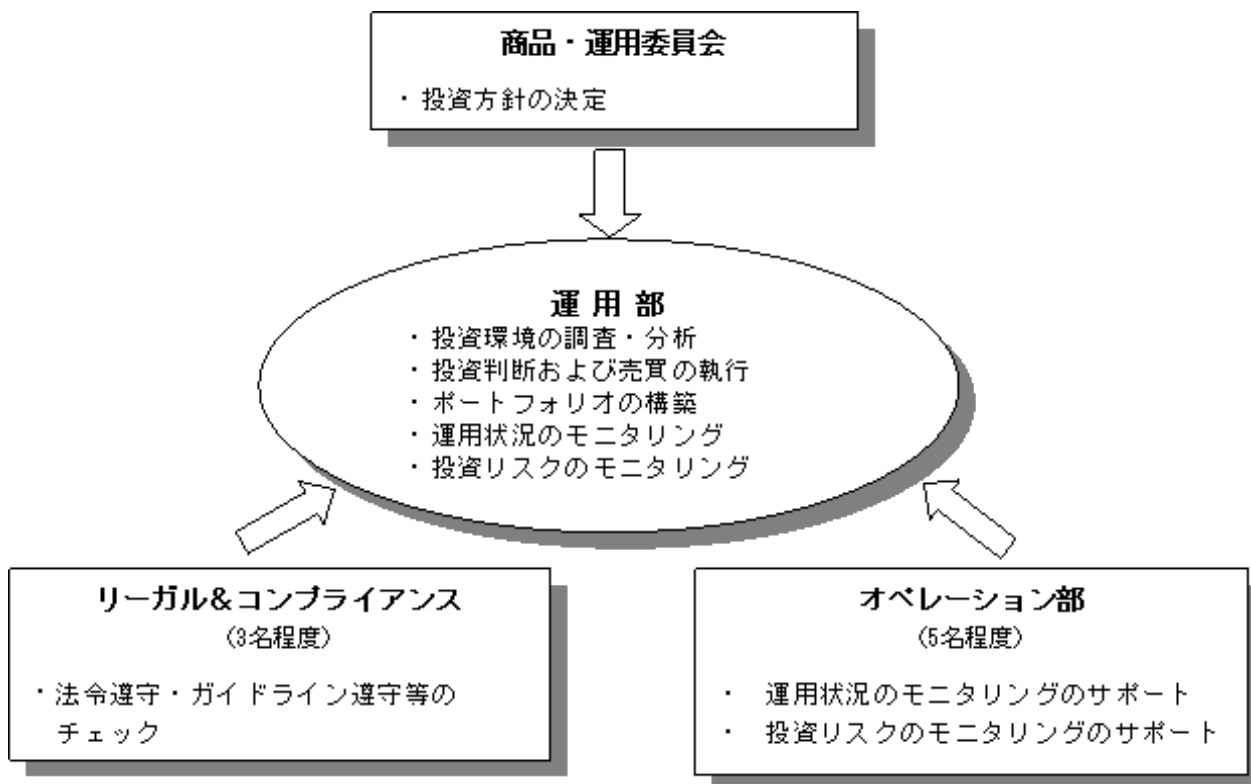 商品・運用委員会
・投資方針の決定
運 用 部
・投資環境の調査・分析
・投資判断および売買の執行
・ポートフォリオの構築
・運用状況のモニタリング
・投資リスクのモニタリング
リーガル&コンプライアンス
(3名程度)
・法令遵守・ガイドライン遵守等の
チェック
オペレーション部
(5名程度)
・ 運用状況のモニタリングのサポート
・ 投資リスクのモニタリングのサポート